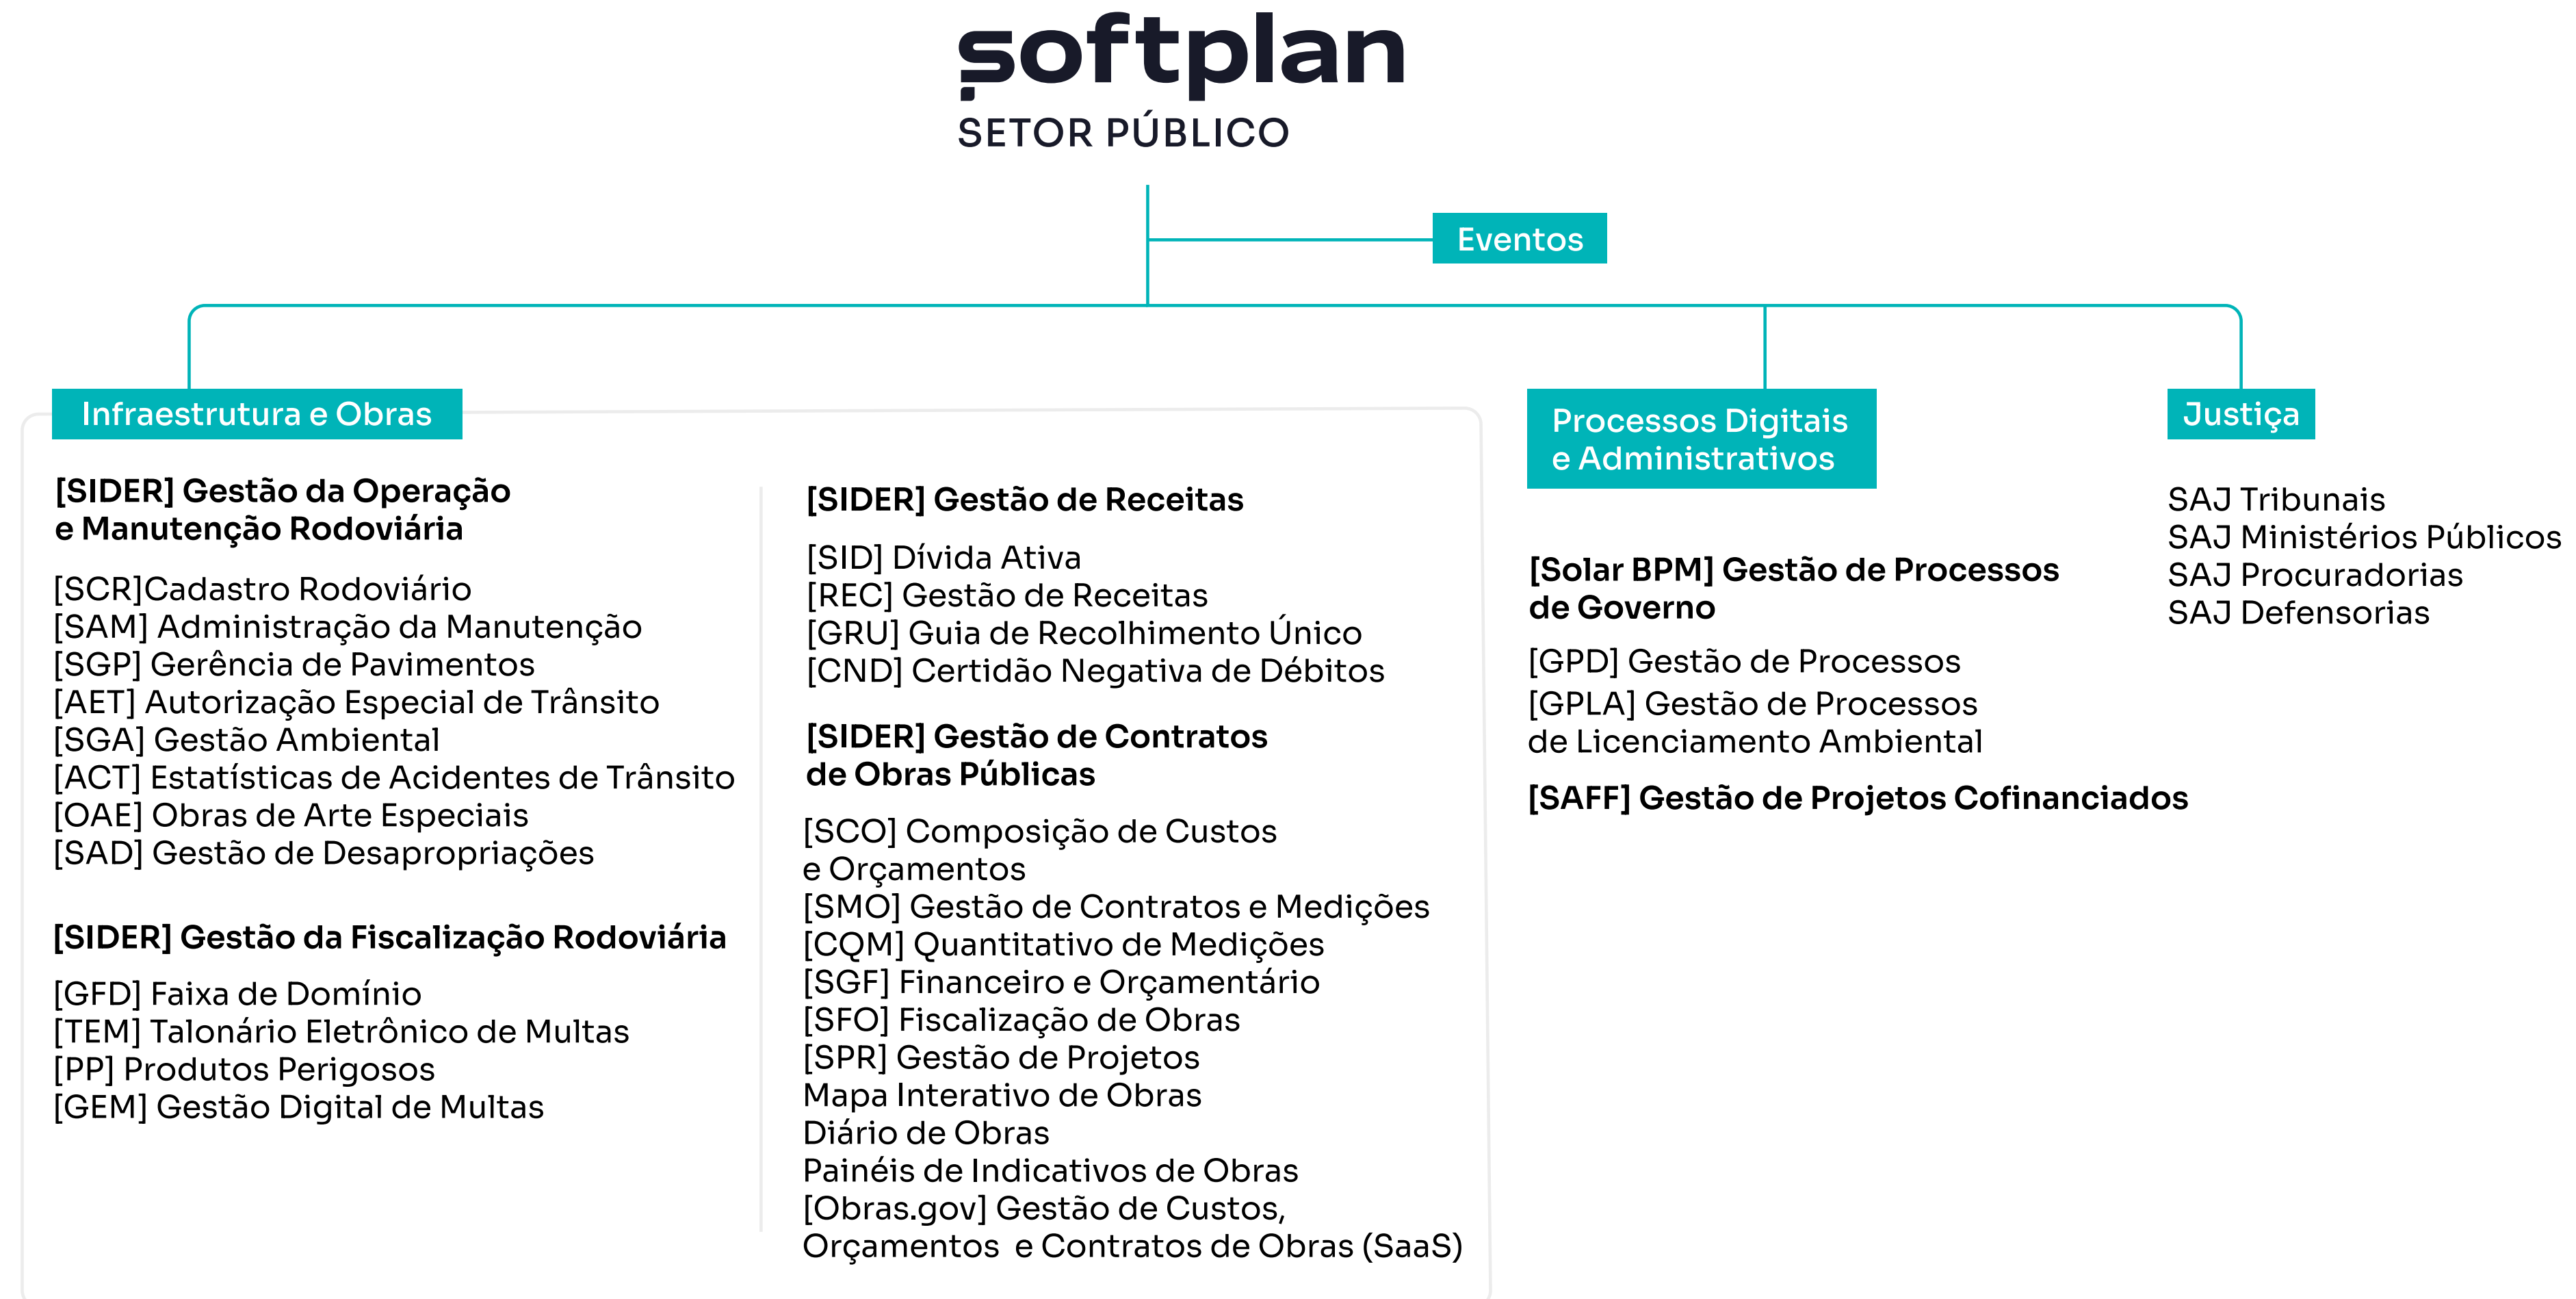 softplan
SETOR PÚBLICO
Eventos
Infraestrutura e Obras
[SIDER] Gestão da Operação
e Manutenção Rodoviária
[SCR]Cadastro Rodoviário
[SAM] Administração da Manutenção
[SGP] Gerência de Pavimentos
[AET] Autorização Especial de Trânsito
[SGA] Gestão Ambiental
[ACT] Estatísticas de Acidentes de Trânsito
[OAE] Obras de Arte Especiais
[SAD] Gestão de Desapropriações
[SIDER] Gestão da Fiscalização Rodoviária
[GFD] Faixa de Domínio
[TEM] Talonário Eletrônico de Multas
[PP] Produtos Perigosos
[GEM] Gestão Digital de Multas
[SIDER] Gestão de Receitas
[SID] Dívida Ativa
[REC] Gestão de Receitas
[GRU] Guia de Recolhimento Único
[CND] Certidão Negativa de Débitos
[SIDER] Gestão de Contratos
de Obras Públicas
[SCO] Composição de Custos
e Orçamentos
[SMO] Gestão de Contratos e Medições
[CQM] Quantitativo de Medições
[SGF] Financeiro e Orçamentário
[SFO] Fiscalização de Obras
[SPR] Gestão de Projetos
Mapa Interativo de Obras
Diário de Obras
Painéis de Indicativos de Obras
[Obras.gov] Gestão de Custos,
Orçamentos  e Contratos de Obras (SaaS)
Processos Digitais
e Administrativos
[Solar BPM] Gestão de Processos
de Governo
[GPD] Gestão de Processos
[GPLA] Gestão de Processos
de Licenciamento Ambiental
[SAFF] Gestão de Projetos Cofinanciados
Justiça
SAJ Tribunais
SAJ Ministérios Públicos
SAJ Procuradorias
SAJ Defensorias